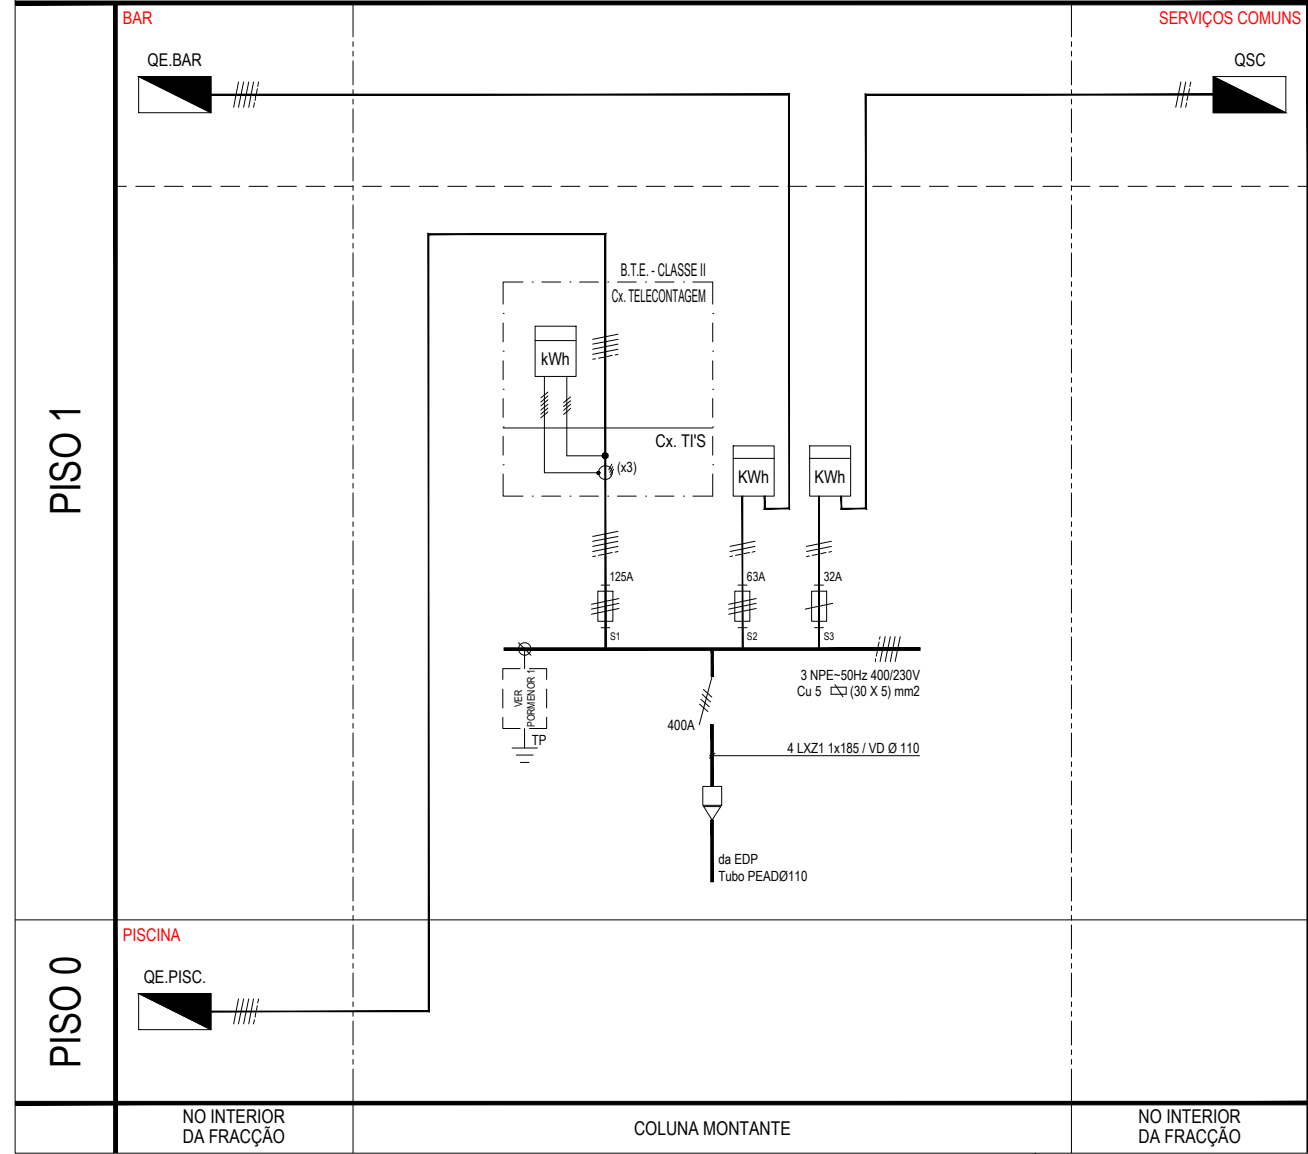 BAR
SERVIÇOS COMUNS
QE.BAR
QSC
PISO 1
B.T.E. - CLASSE II
Cx. TELECONTAGEM
kWh
Cx. TI'S
(x3)
KWh
KWh
125A
63A
32A
S1
S2
S3
3 NPE~50Hz 400/230V
Cu 5 (30 X 5) mm2
VER
PORMENOR 1
TP
400A
4 LXZ1 1x185 / VD Ø 110
da EDP
Tubo PEADØ110
PISO 0
PISCINA
QE.PISC.
NO INTERIOR
DA FRACÇÃO
COLUNA MONTANTE
NO INTERIOR
DA FRACÇÃO